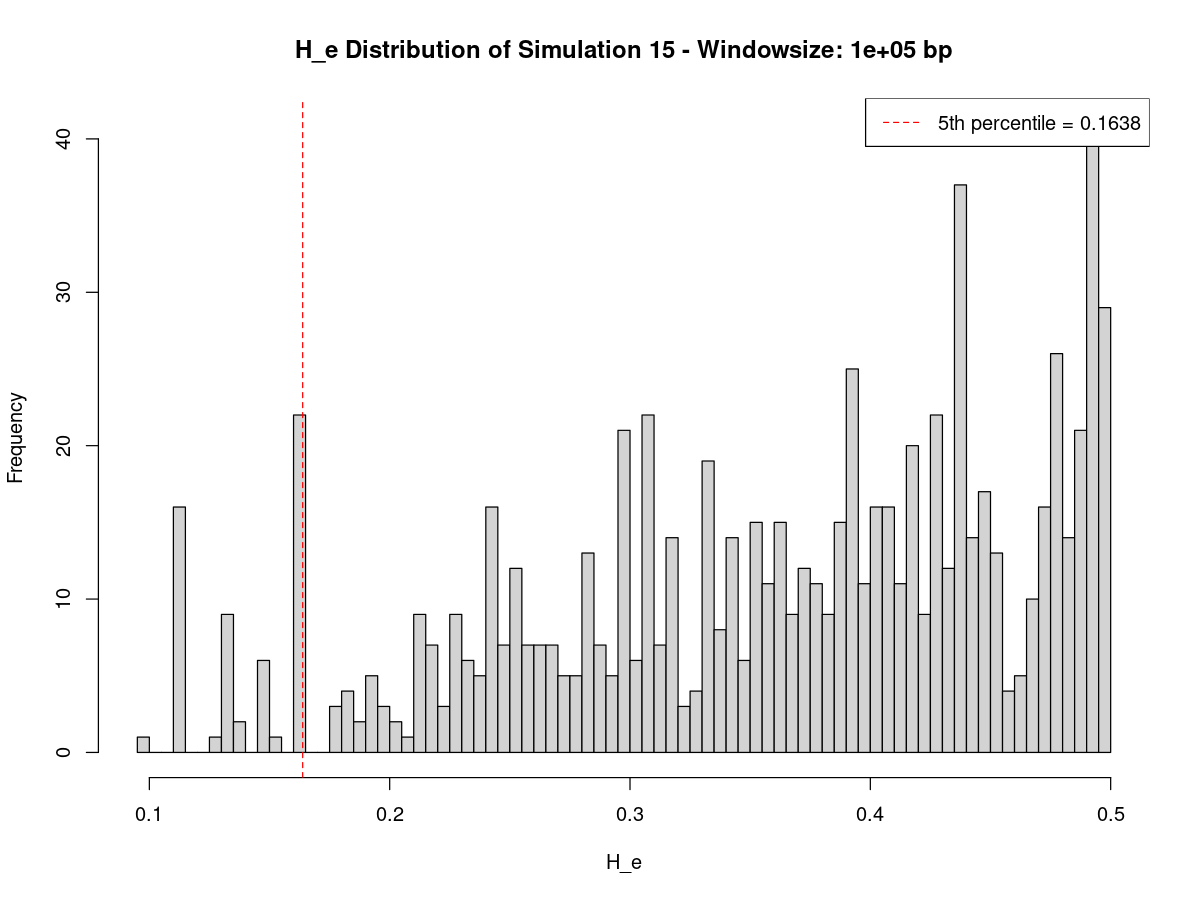 H_e Distribution of Simulation 15 - Windowsize: 1e+05 bp
5th percentile = 0.1638
Frequency
40
30
20
10
0
0.1 0.2 0.3 0.4 0.5
H_e